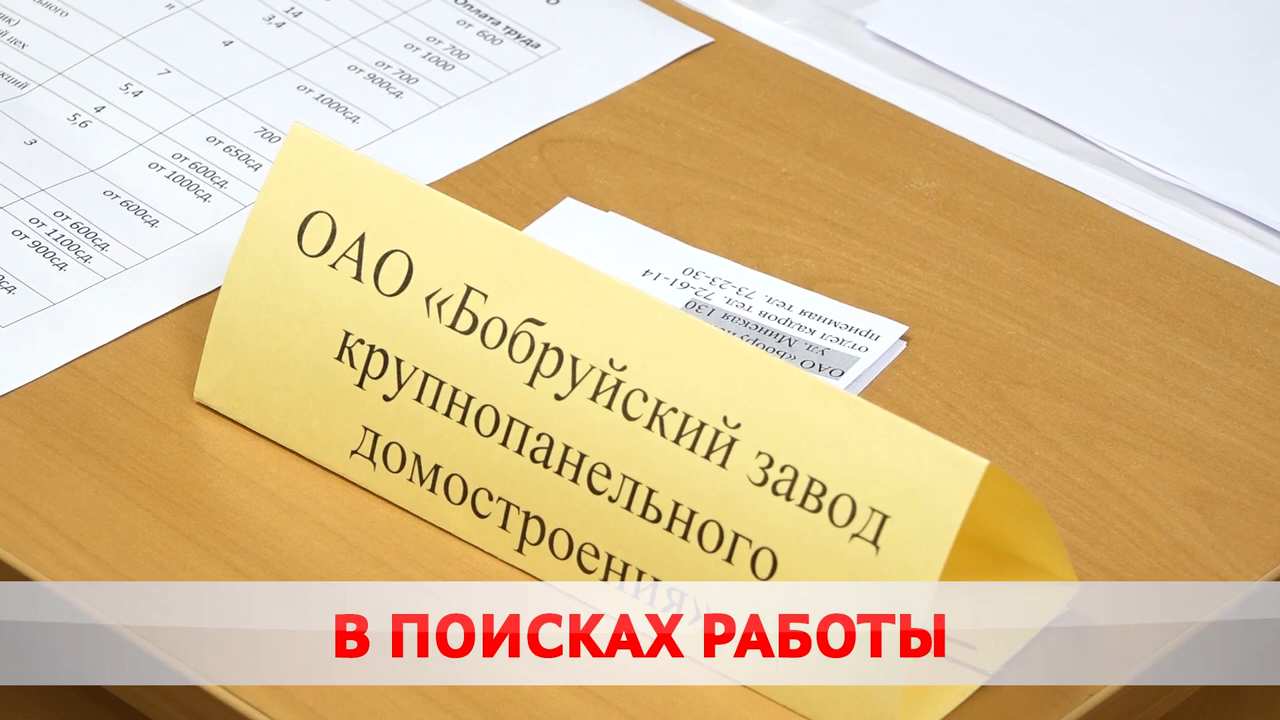 Оплата труда
14
от 600
3,4
от 700
4
от 1000
от 700
7
от 900сд.
5,4
от 1000сд.
4
700
5,6
от 650сд
от 600сд.
3
от 1000сд.
от 600сд.
от 600сд.
от 1100сд.
от 900сд.
ОАО «Бобруйский завод
крупнопанельного
домостроения»
ул. Минская 130
отдел кадров тел. 72-61-14
приемная тел. 73-23-30
В ПОИСКАХ РАБОТЫ